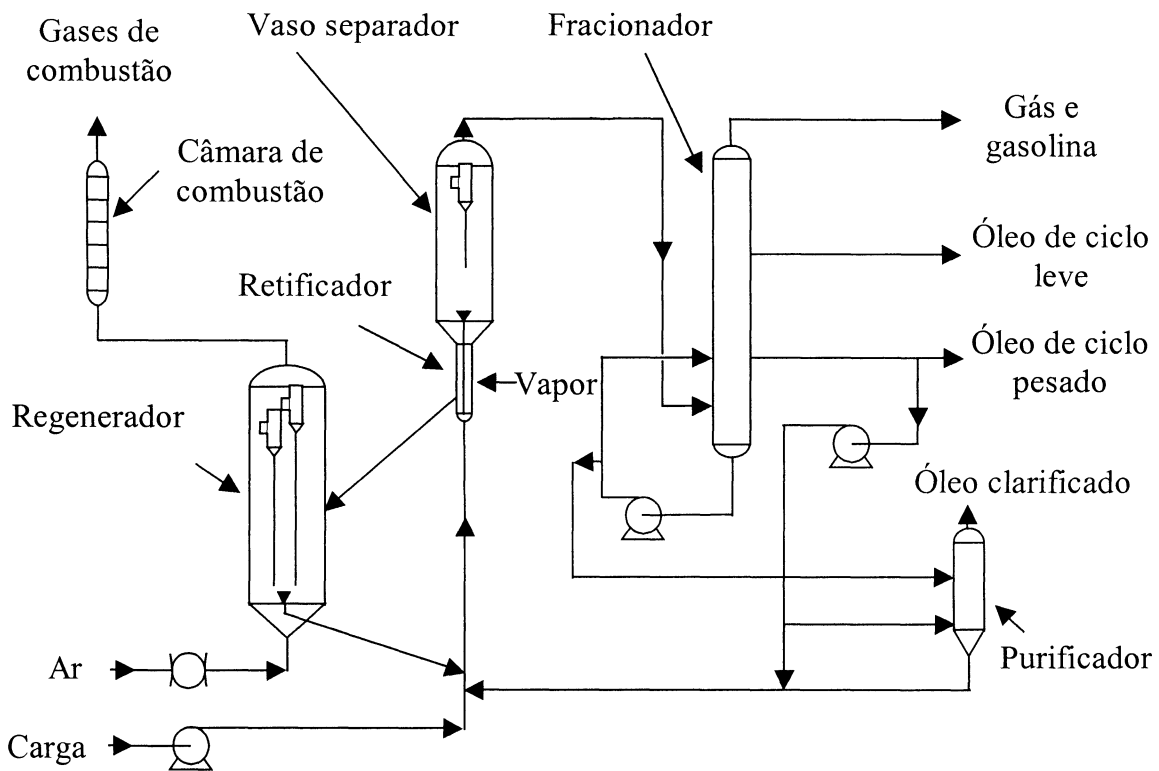 Gases de
combustão
Vaso separador
Fracionador
Câmara de
combustão
Gás e
gasolina
Óleo de ciclo
leve
Retificador
Óleo de ciclo
pesado
Vapor
Regenerador
Óleo clarificado
Ar
Purificador
Carga